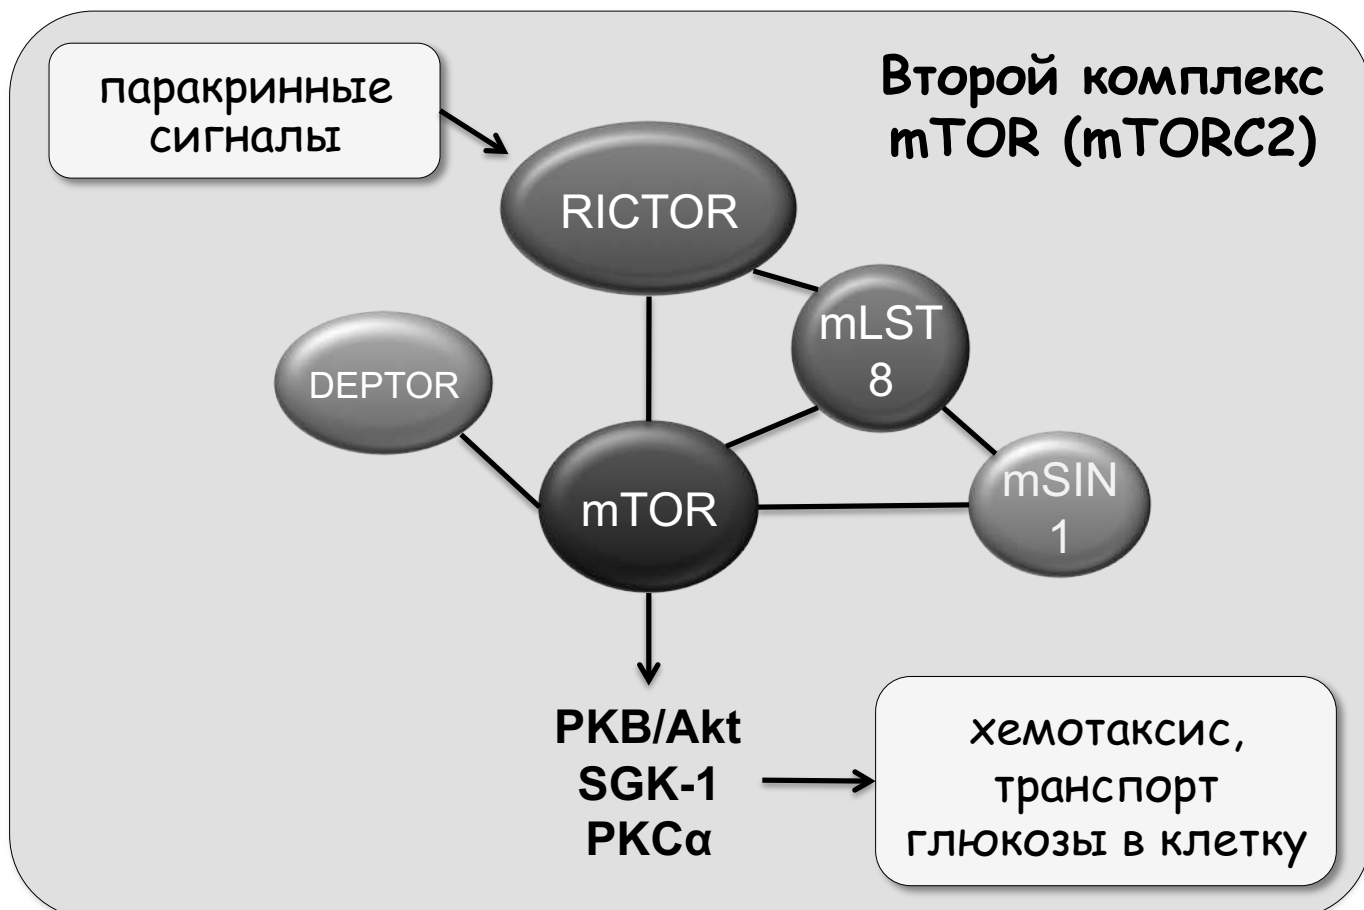 паракринные
сигналы
Второй комплекс
mTOR (mTORC2)
RICTOR
mLST
8
DEPTOR
mSIN
1
mTOR
PKB/Akt
SGK-1
PKCα
хемотаксис,
транспорт
глюкозы в клетку